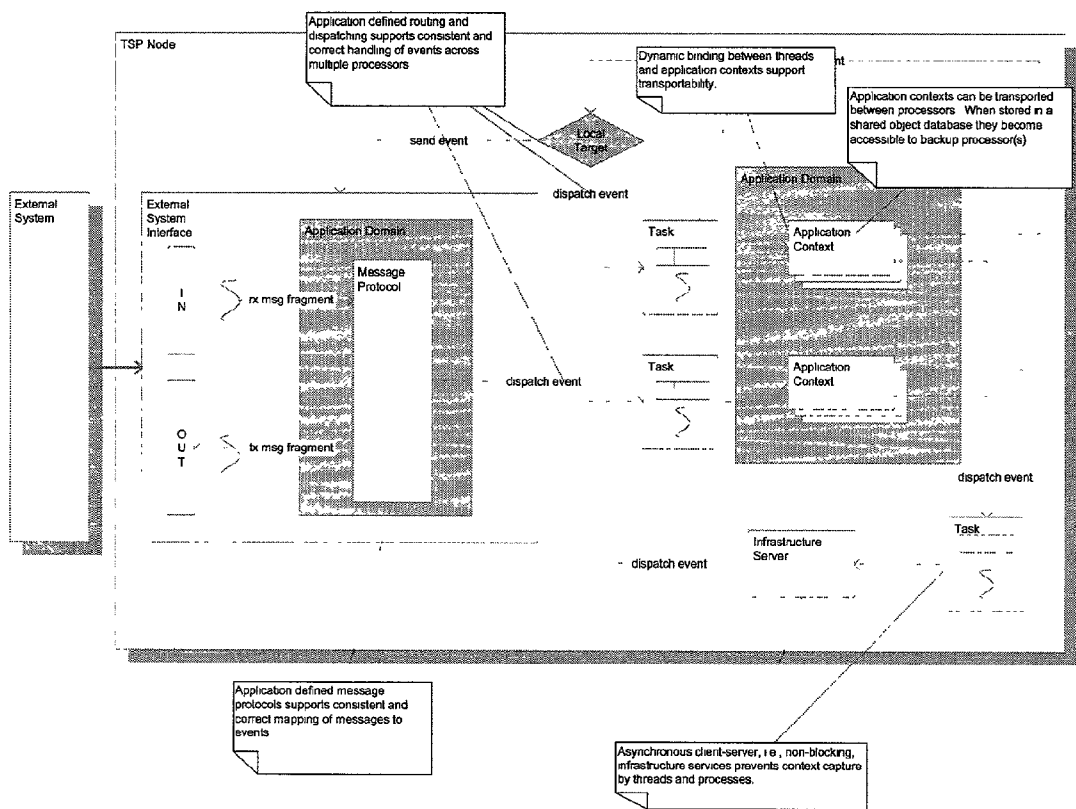 Application defined routing and
dispatching supports consistent and
correct handling of events across
multiple processors
TSP Node
Dynamic binding between threads
and application contexts support
transportability.
Application contexts can be transported
between processors When stored in a
shared object database they become
accessible to backup processor(s)
send event
Local
Target
dispatch event
External
System
External
System
Interface
Application Domain
Message
Protocol
I
N
rx msg fragment
O
U
T
tx msg fragment
dispatch event
Task
Task
Application Domain
Application
Context
Application
Context
dispatch event
Infrastructure
Server
Task
dispatch event
Application defined message
protocols supports consistent and
correct mapping of messages to
events
Asynchronous client-server, i e , non-blocking,
infrastructure services prevents context capture
by threads and processes.